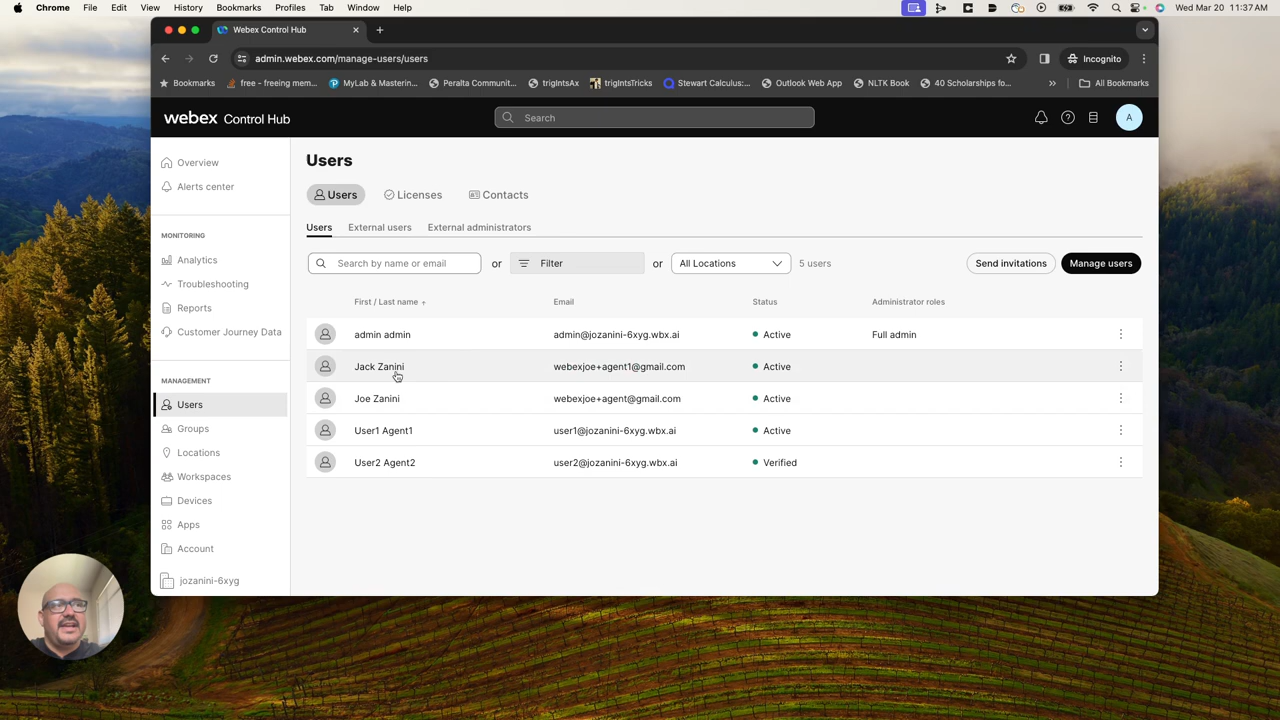 Chrome File Edit View History Bookmarks Profiles Tab Window Help Wed Mar 20 11:37 AM
Webex Control Hub
admin.webex.com/manage-users/users Incognito
Bookmarks free - freeing mem... MyLab & Masterin... Peralta Communit... trigIntsAx trigIntsTricks Stewart Calculus:... Outlook Web App NLTK Book 40 Scholarships fo... » All Bookmarks
webex Control Hub Search A
Overview
Alerts center
MONITORING
Analytics
Troubleshooting
Reports
Customer Journey Data
MANAGEMENT
Users
Groups
Locations
Workspaces
Devices
Apps
Account
jozanini-6xyg
Users
Users Licenses Contacts
Users External users External administrators
Search by name or email or Filter or All Locations 5 users Send invitations Manage users
First / Last name ↑ Email Status Administrator roles
admin admin admin@jozanini-6xyg.wbx.ai Active Full admin
Jack Zanini webexjoe+agent1@gmail.com Active
Joe Zanini webexjoe+agent@gmail.com Active
User1 Agent1 user1@jozanini-6xyg.wbx.ai Active
User2 Agent2 user2@jozanini-6xyg.wbx.ai Verified